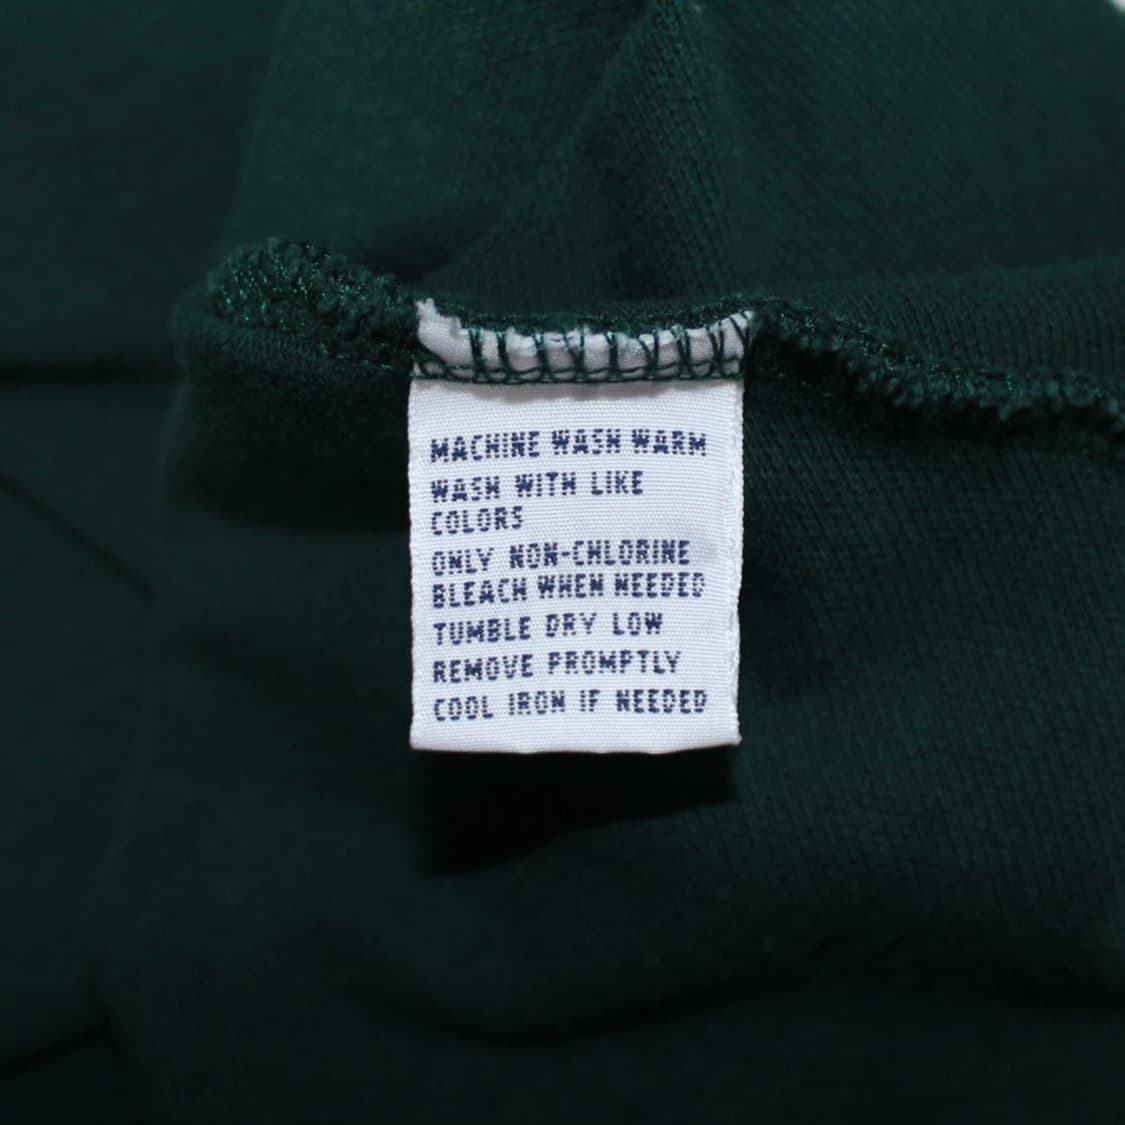 MACHINE WASH WARM
WASH WITH LIKE
COLORS
ONLY NON-CHLORINE
BLEACH WHEN NEEDED
TUMBLE DRY LOW
REMOVE PROMPTLY
COOL IRON IF NEEDED